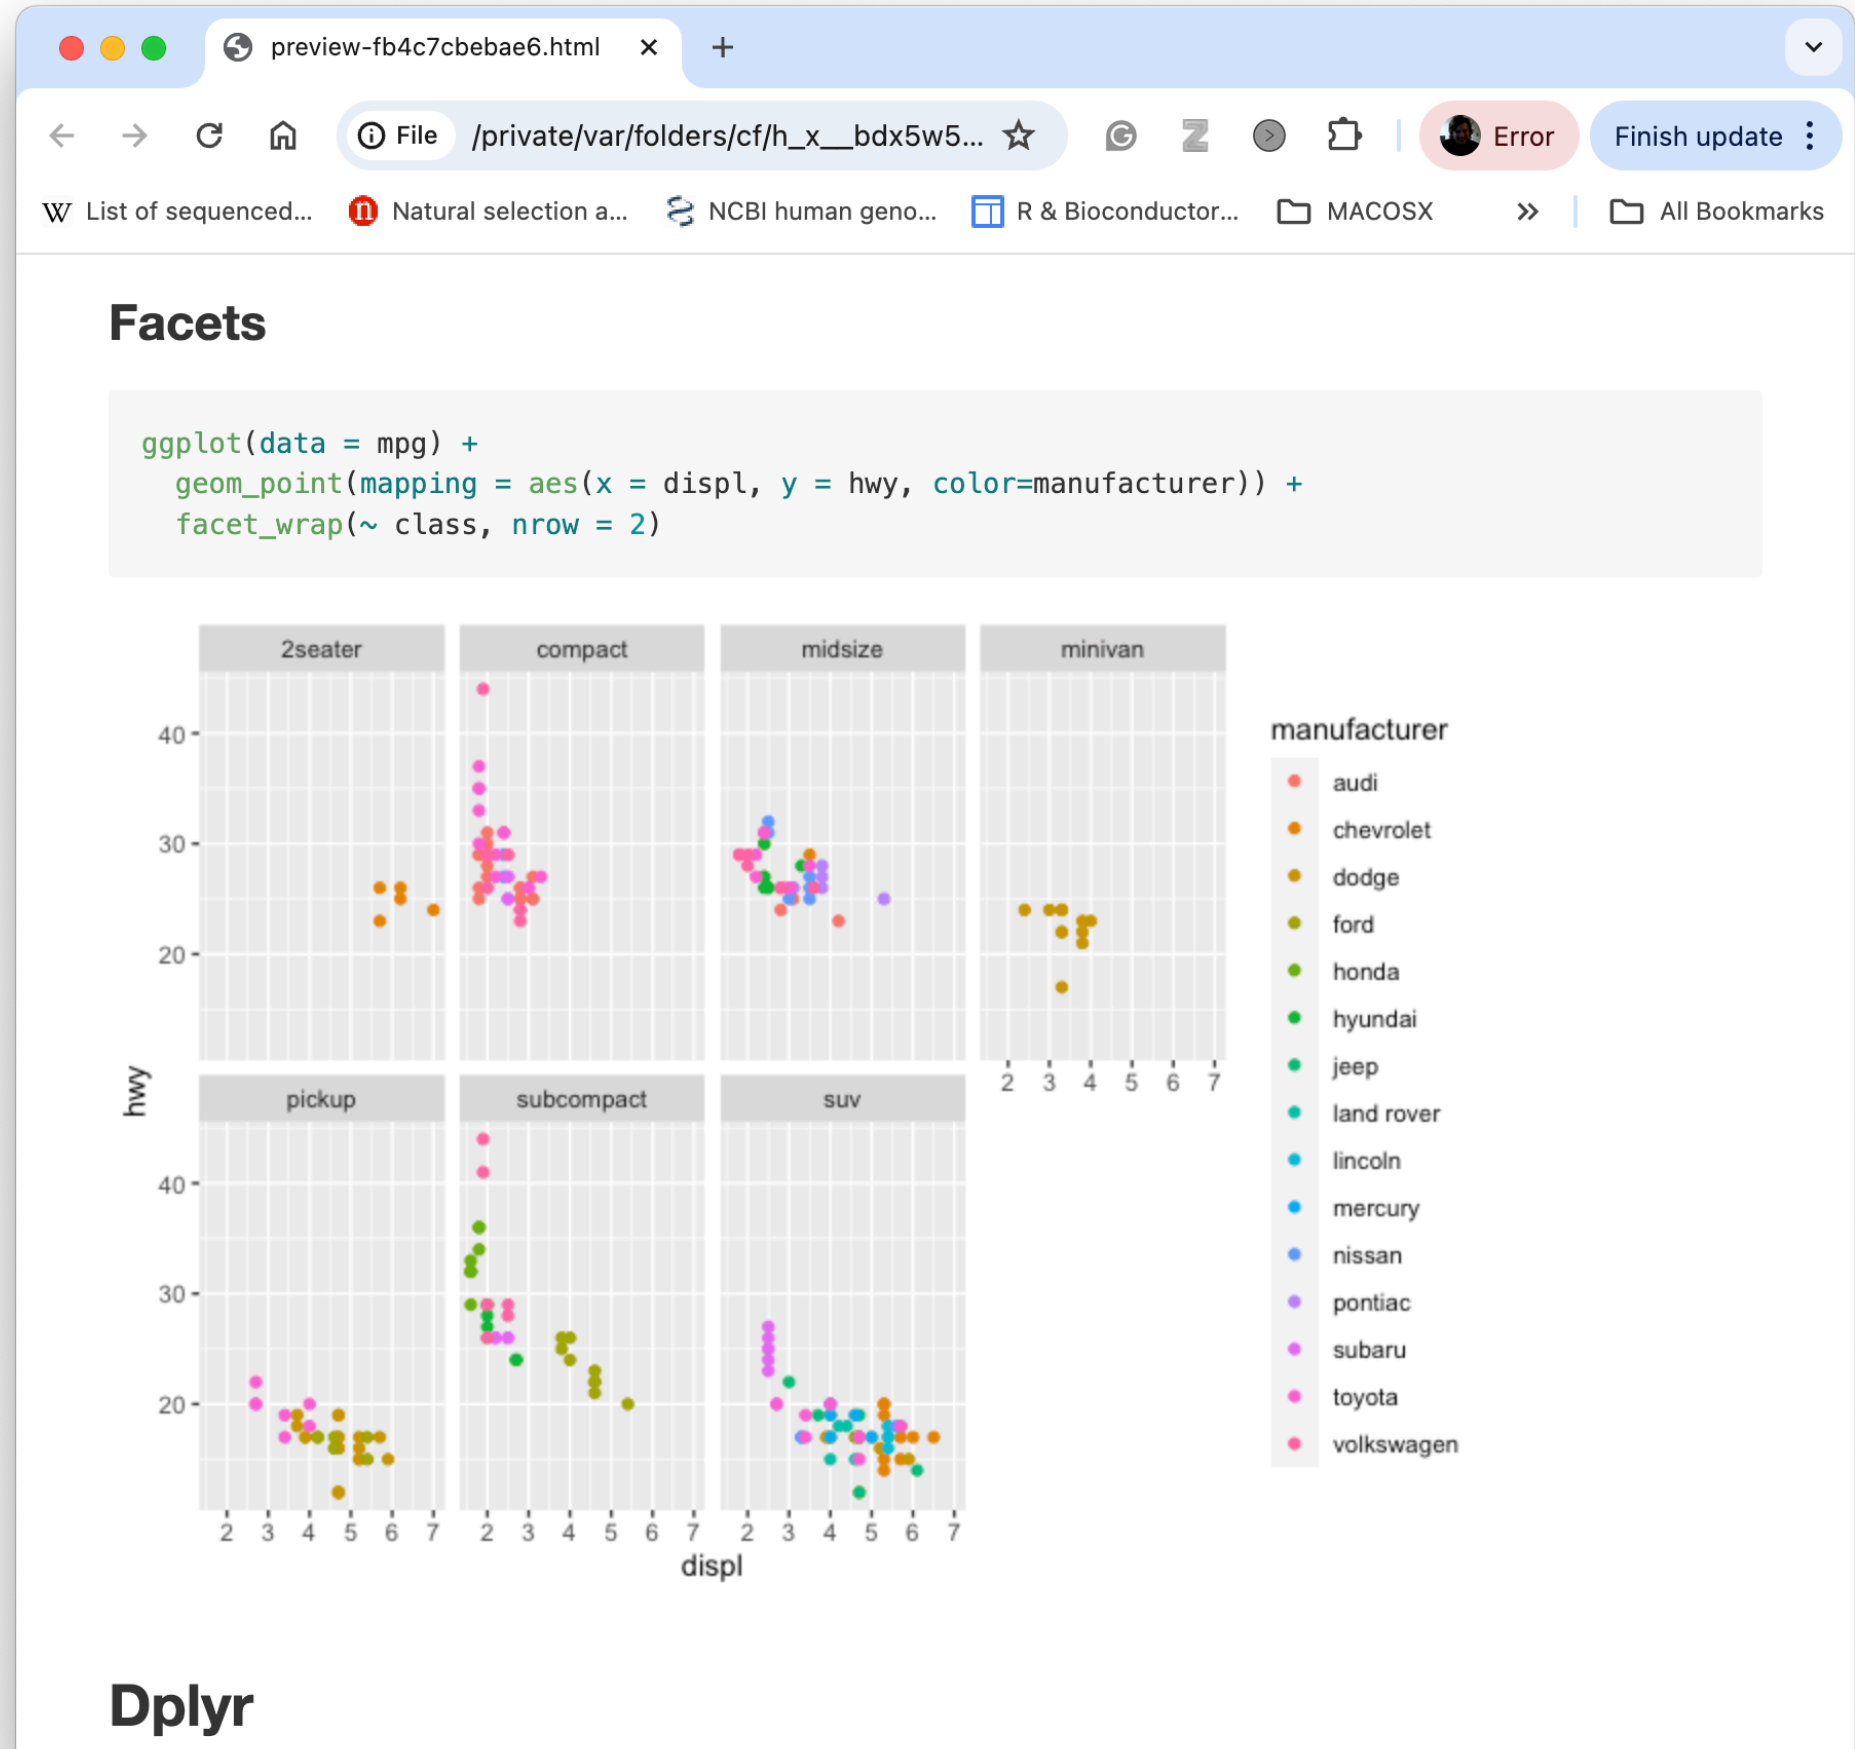 preview-fb4c7cbebae6.html
File /private/var/folders/cf/h_x__bdx5w5...
Error
Finish update
W List of sequenced...
n Natural selection a...
NCBI human geno...
R & Bioconductor...
MACOSX
»
All Bookmarks
Facets
ggplot(data = mpg) +
  geom_point(mapping = aes(x = displ, y = hwy, color=manufacturer)) +
  facet_wrap(~ class, nrow = 2)
2seater compact midsize minivan
40
30
20
2 3 4 5 6 7
hwy
pickup subcompact suv
40
30
20
2 3 4 5 6 7 2 3 4 5 6 7 2 3 4 5 6 7
displ
manufacturer
audi
chevrolet
dodge
ford
honda
hyundai
jeep
land rover
lincoln
mercury
nissan
pontiac
subaru
toyota
volkswagen
Dplyr